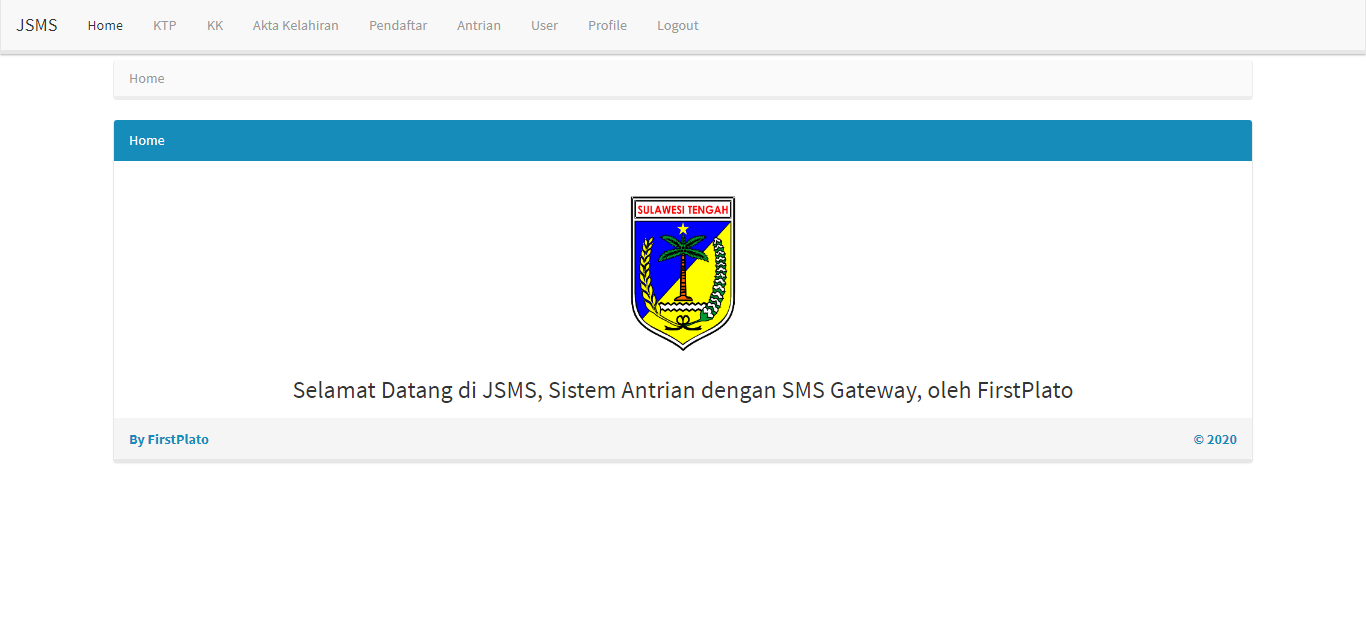 JSMS Home KTP KK Akta Kelahiran Pendaftar Antrian User Profile Logout
Home
Home
SULAWESI TENGAH
Selamat Datang di JSMS, Sistem Antrian dengan SMS Gateway, oleh FirstPlato
By FirstPlato © 2020